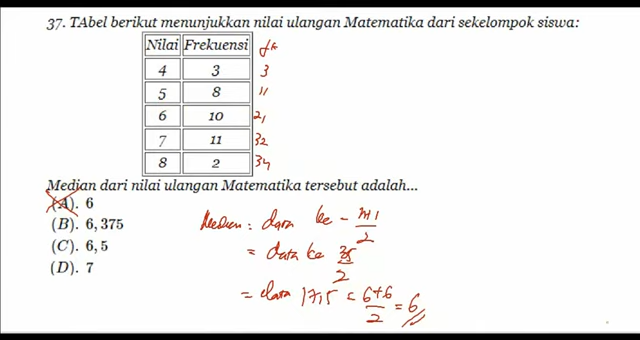 37. TAbel berikut menunjukkan nilai ulangan Matematika dari sekelompok siswa:
Nilai Frekuensi fk
4 3 3
5 8 11
6 10 21
7 11 32
8 2 34
Median dari nilai ulangan Matematika tersebut adalah...
(A). 6
(B). 6,375
(C). 6,5
(D). 7
Median : data ke - n+1/2
= data ke 35/2
= data 17,5 = 6+6/2 = 6